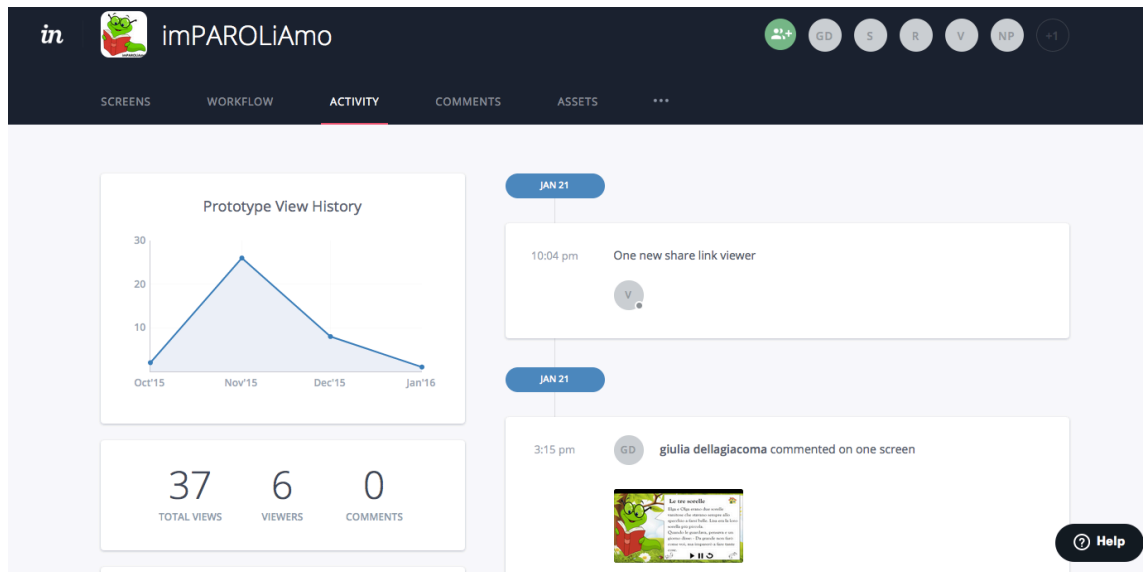 in
imPAROLiAmo
GD S R V NP +1
SCREENS WORKFLOW ACTIVITY COMMENTS ASSETS •••
Prototype View History
30
20
10
Oct'15 Nov'15 Dec'15 Jan'16
37 6 0
TOTAL VIEWS VIEWERS COMMENTS
JAN 21
10:04 pm One new share link viewer
V
JAN 21
3:15 pm GD giulia dellagiacoma commented on one screen
Le tre sorelle
Help